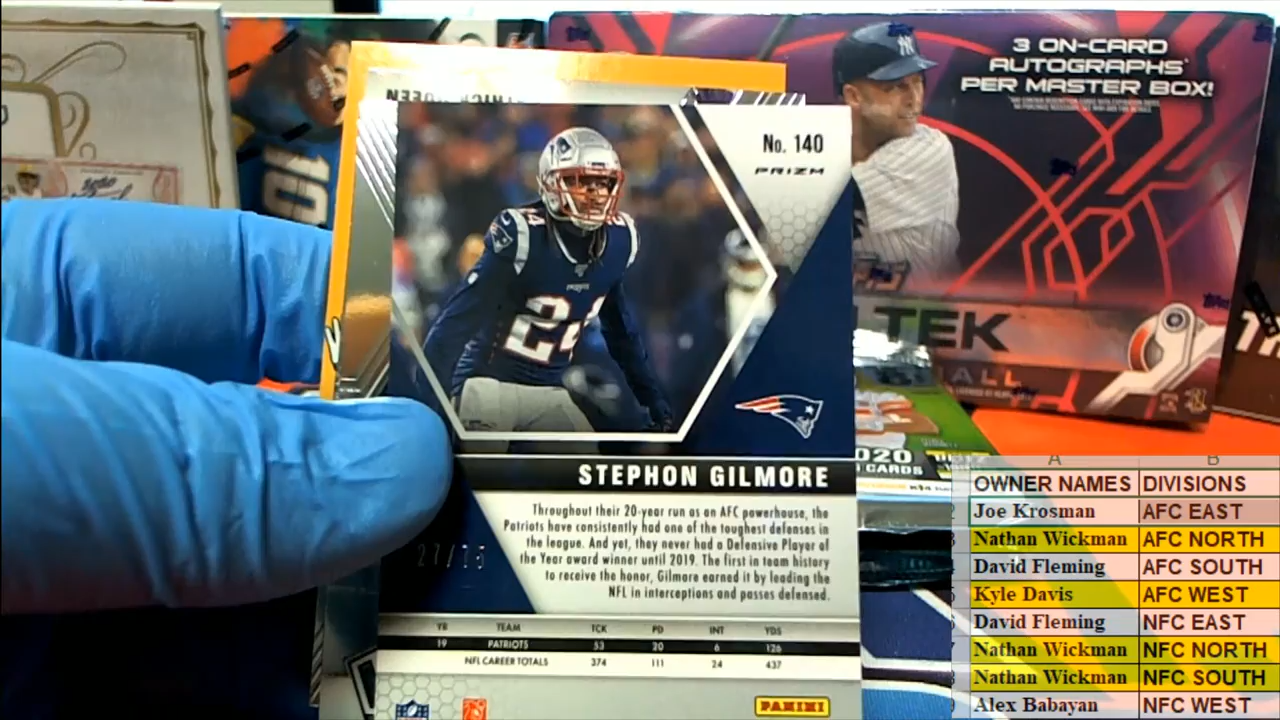 3 ON-CARD
AUTOGRAPHS
PER MASTER BOX!
10
No. 140
PRIZM
24
PATRIOTS
TEK
STEPHON GILMORE
Throughout their 20-year run as an AFC powerhouse, the
Patriots have consistently had one of the toughest defenses in
the league. And yet, they never had a Defensive Player of
the Year award winner until 2019. The first in team history
to receive the honor, Gilmore earned it by leading the
NFL in interceptions and passes defensed.
27/75
YR TEAM TCK PD INT YDS
19 PATRIOTS 53 20 6 126
NFL CAREER TOTALS 374 111 24 437
PANINI
2020
CARDS
A B
OWNER NAMES DIVISIONS
Joe Krosman AFC EAST
Nathan Wickman AFC NORTH
David Fleming AFC SOUTH
Kyle Davis AFC WEST
David Fleming NFC EAST
Nathan Wickman NFC NORTH
Nathan Wickman NFC SOUTH
Alex Babayan NFC WEST